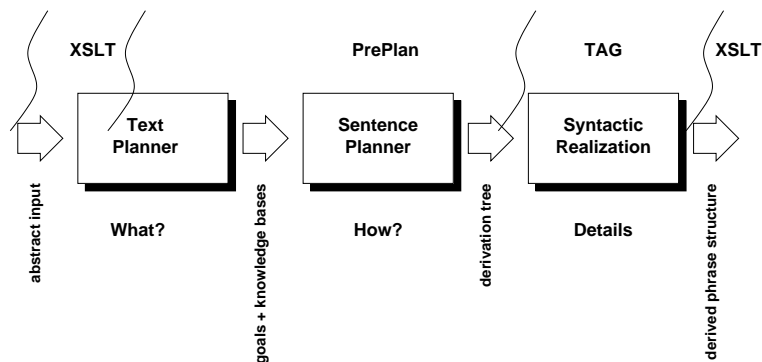 XSLT
PrePlan
TAG
XSLT
Text
Planner
Sentence
Planner
Syntactic
Realization
What?
How?
Details
abstract input
goals + knowledge bases
derivation tree
derived phrase structure